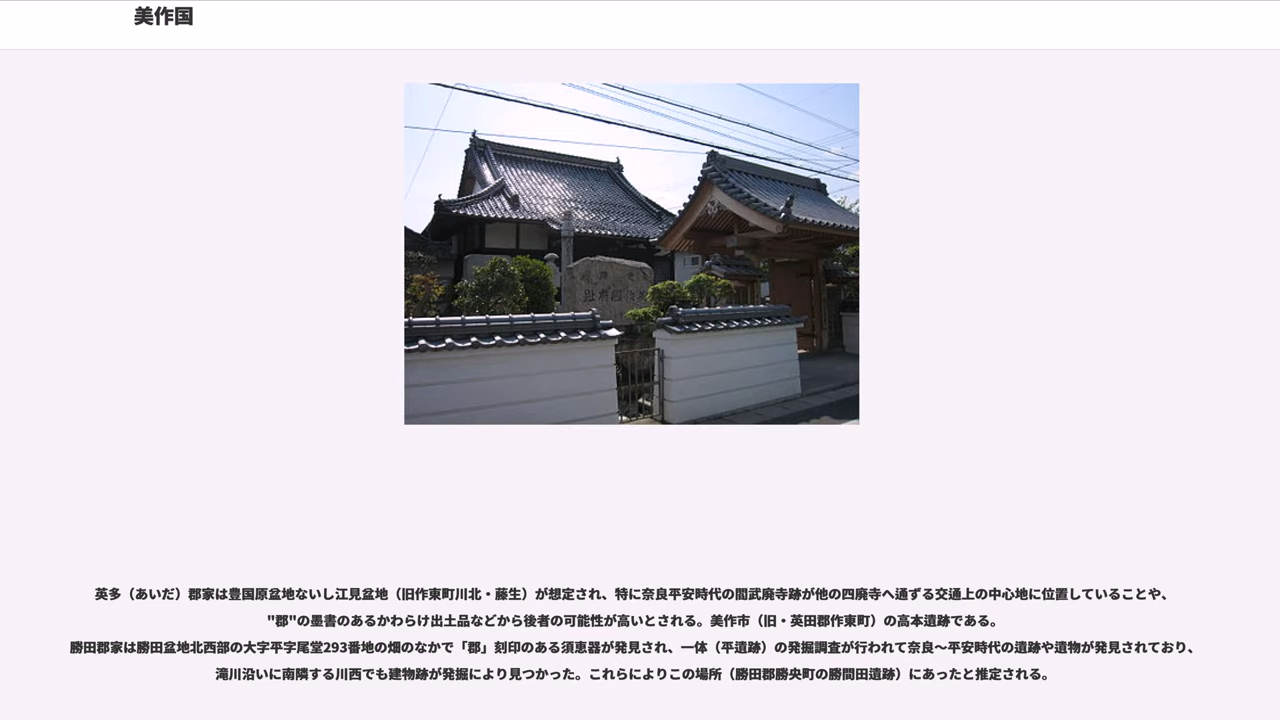 美作国
英多（あいだ）郡家は豊国原盆地ないし江見盆地（旧作東町川北・藤生）が想定され、特に奈良平安時代の間武廃寺跡が他の四廃寺へ通ずる交通上の中心地に位置していることや、
"郡"の墨書のあるかわらけ出土品などから後者の可能性が高いとされる。美作市（旧・英田郡作東町）の高本遺跡である。
勝田郡家は勝田盆地北西部の大字平字尾堂293番地の畑のなかで「郡」刻印のある須恵器が発見され、一体（平遺跡）の発掘調査が行われて奈良～平安時代の遺跡や遺物が発見されており、
滝川沿いに南隣する川西でも建物跡が発掘により見つかった。これらによりこの場所（勝田郡勝央町の勝間田遺跡）にあったと推定される。